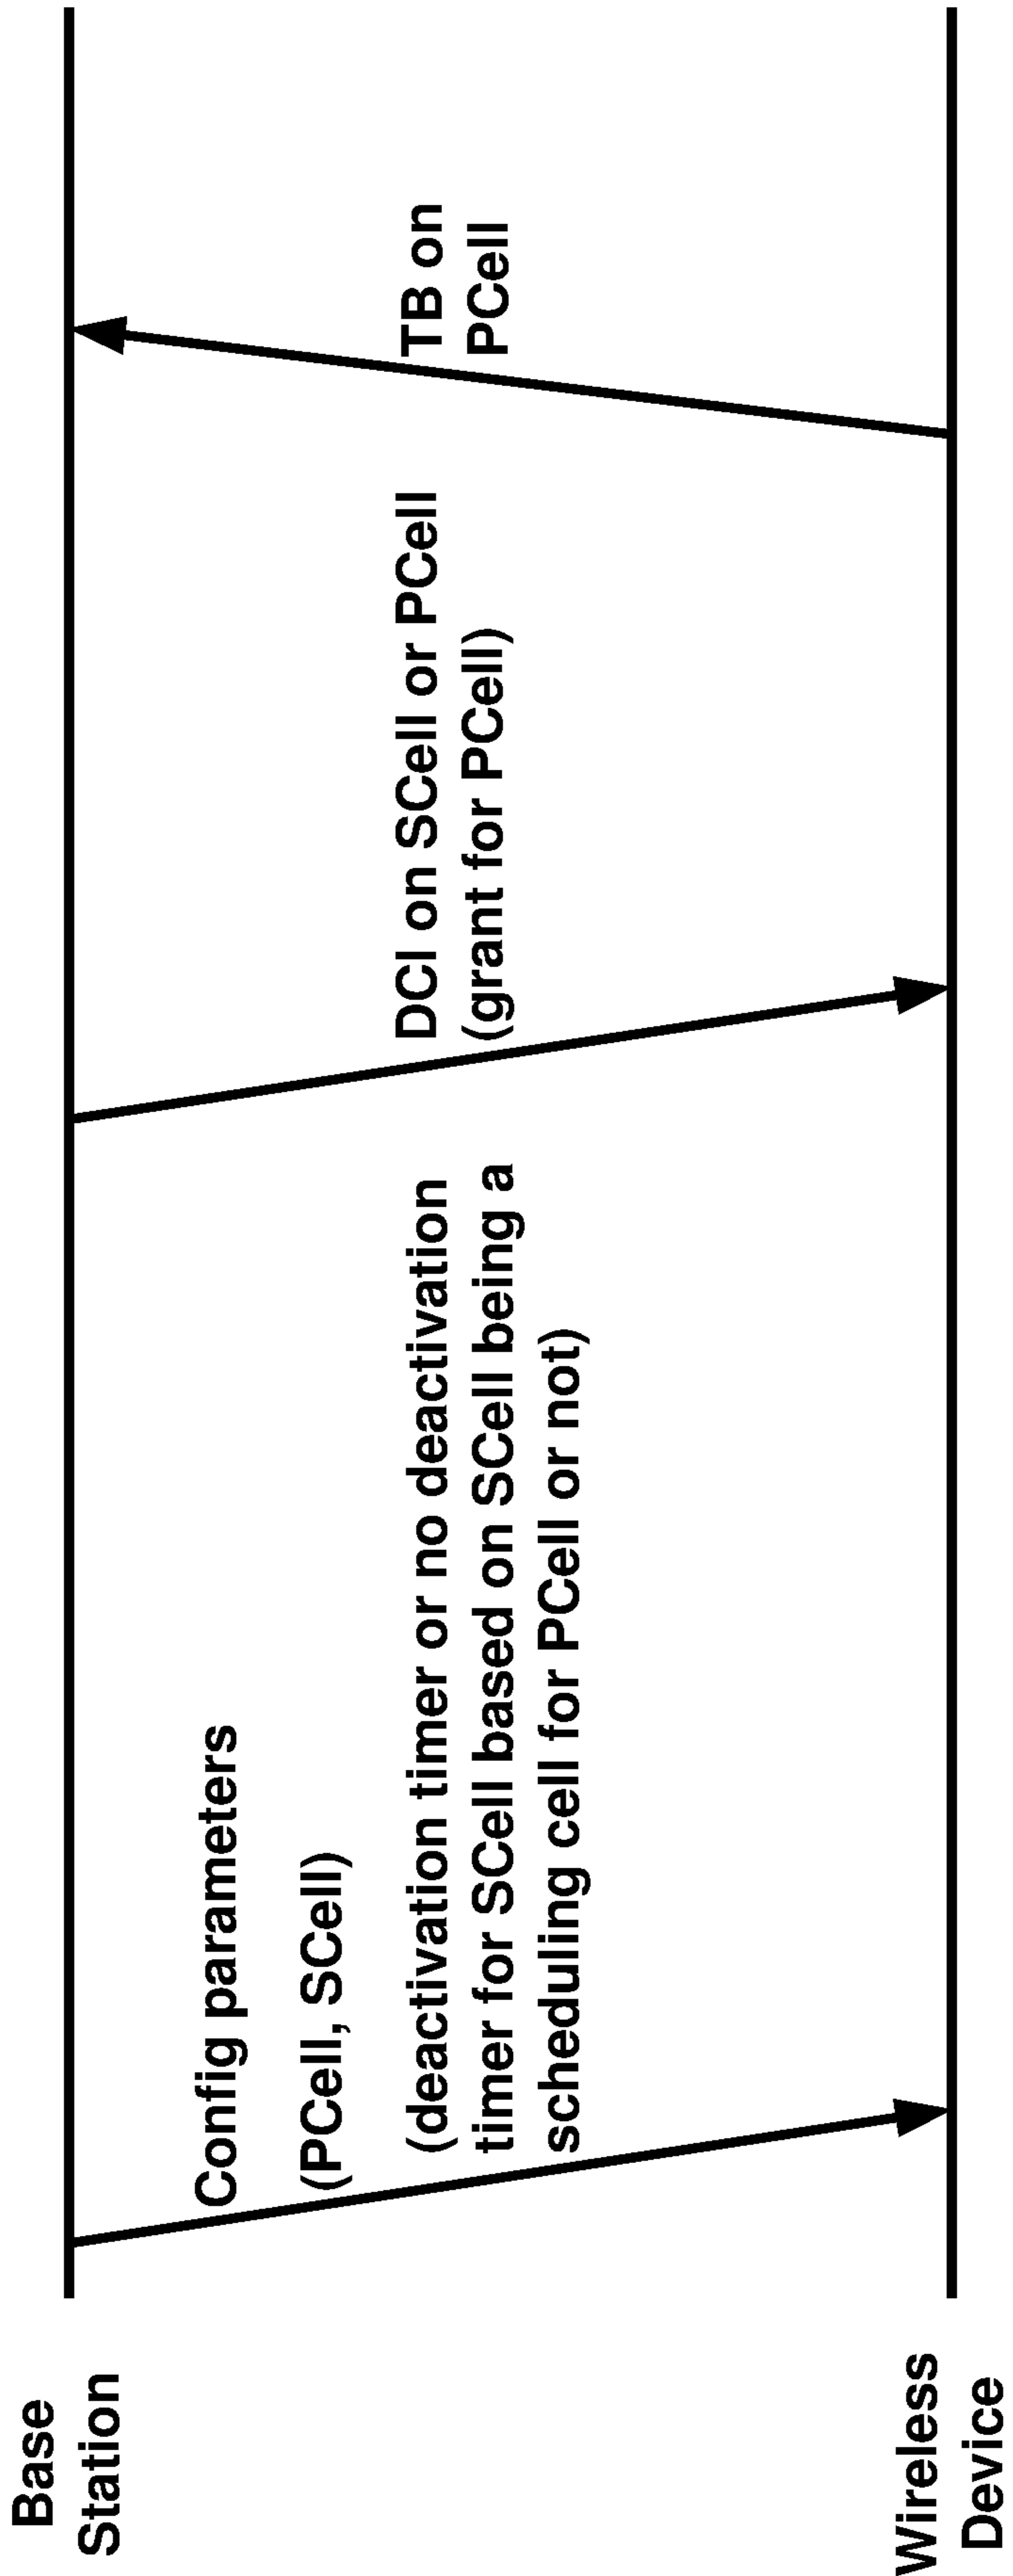 Base
Station
Config parameters
(PCell, SCell)
(deactivation timer or no deactivation
timer for SCell based on SCell being a
scheduling cell for PCell or not)
DCI on SCell or PCell
(grant for PCell)
TB on
PCell
Wireless
Device